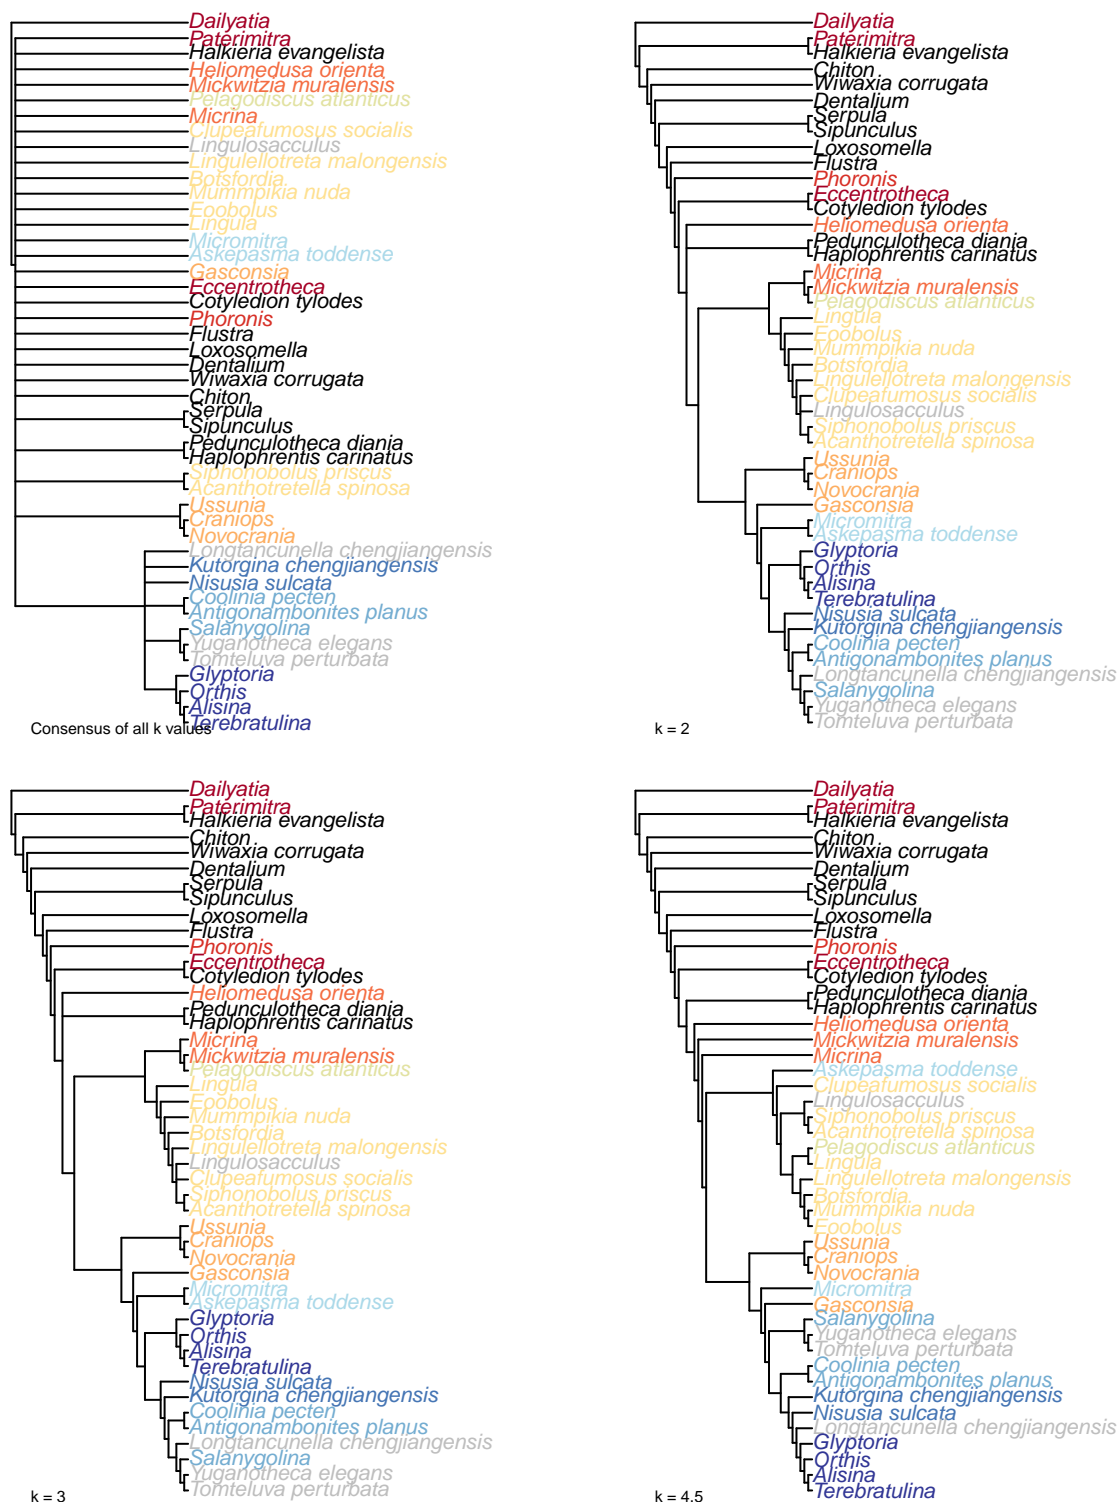 Dailyatia
Paterimitra
Halkieria evangelista
Heliomedusa orienta
Mickwitzia muralensis
Pelagodiscus atlanticus
Micrina
Clupeafumosus socialis
Lingulosacculus
Lingulellotreta malongensis
Botsfordia
Mummpikia nuda
Eoobolus
Lingula
Micromitra
Askepasma toddense
Gasconsia
Eccentrotheca
Cotyledion tylodes
Phoronis
Flustra
Loxosomella
Dentalium
Wiwaxia corrugata
Chiton
Serpula
Sipunculus
Pedunculotheca diania
Haplophrentis carinatus
Siphonobolus priscus
Acanthotretella spinosa
Ussunia
Craniops
Novocrania
Longtancunella chengjiangensis
Kutorgina chengjiangensis
Nisusia sulcata
Coolinia pecten
Antigonambonites planus
Salanygolina
Yuganotheca elegans
Tomteluva perturbata
Glyptoria
Orthis
Alisina
Terebratulina
Consensus of all k values
Dailyatia
Paterimitra
Halkieria evangelista
Chiton
Wiwaxia corrugata
Dentalium
Serpula
Sipunculus
Loxosomella
Flustra
Phoronis
Eccentrotheca
Cotyledion tylodes
Heliomedusa orienta
Pedunculotheca diania
Haplophrentis carinatus
Micrina
Mickwitzia muralensis
Pelagodiscus atlanticus
Lingula
Eoobolus
Mummpikia nuda
Botsfordia
Lingulellotreta malongensis
Clupeafumosus socialis
Lingulosacculus
Siphonobolus priscus
Acanthotretella spinosa
Ussunia
Craniops
Novocrania
Gasconsia
Micromitra
Askepasma toddense
Glyptoria
Orthis
Alisina
Terebratulina
Nisusia sulcata
Kutorgina chengjiangensis
Coolinia pecten
Antigonambonites planus
Longtancunella chengjiangensis
Salanygolina
Yuganotheca elegans
Tomteluva perturbata
k = 2
Dailyatia
Paterimitra
Halkieria evangelista
Chiton
Wiwaxia corrugata
Dentalium
Serpula
Sipunculus
Loxosomella
Flustra
Phoronis
Eccentrotheca
Cotyledion tylodes
Heliomedusa orienta
Pedunculotheca diania
Haplophrentis carinatus
Micrina
Mickwitzia muralensis
Pelagodiscus atlanticus
Lingula
Eoobolus
Mummpikia nuda
Botsfordia
Lingulellotreta malongensis
Lingulosacculus
Clupeafumosus socialis
Siphonobolus priscus
Acanthotretella spinosa
Ussunia
Craniops
Novocrania
Gasconsia
Micromitra
Askepasma toddense
Glyptoria
Orthis
Alisina
Terebratulina
Nisusia sulcata
Kutorgina chengjiangensis
Coolinia pecten
Antigonambonites planus
Longtancunella chengjiangensis
Salanygolina
Yuganotheca elegans
Tomteluva perturbata
k = 3
Dailyatia
Paterimitra
Halkieria evangelista
Chiton
Wiwaxia corrugata
Dentalium
Serpula
Sipunculus
Loxosomella
Flustra
Phoronis
Eccentrotheca
Cotyledion tylodes
Pedunculotheca diania
Haplophrentis carinatus
Heliomedusa orienta
Mickwitzia muralensis
Micrina
Askepasma toddense
Clupeafumosus socialis
Lingulosacculus
Siphonobolus priscus
Acanthotretella spinosa
Pelagodiscus atlanticus
Lingula
Lingulellotreta malongensis
Botsfordia
Mummpikia nuda
Eoobolus
Ussunia
Craniops
Novocrania
Micromitra
Gasconsia
Salanygolina
Yuganotheca elegans
Tomteluva perturbata
Coolinia pecten
Antigonambonites planus
Kutorgina chengjiangensis
Nisusia sulcata
Longtancunella chengjiangensis
Glyptoria
Orthis
Alisina
Terebratulina
k = 4.5